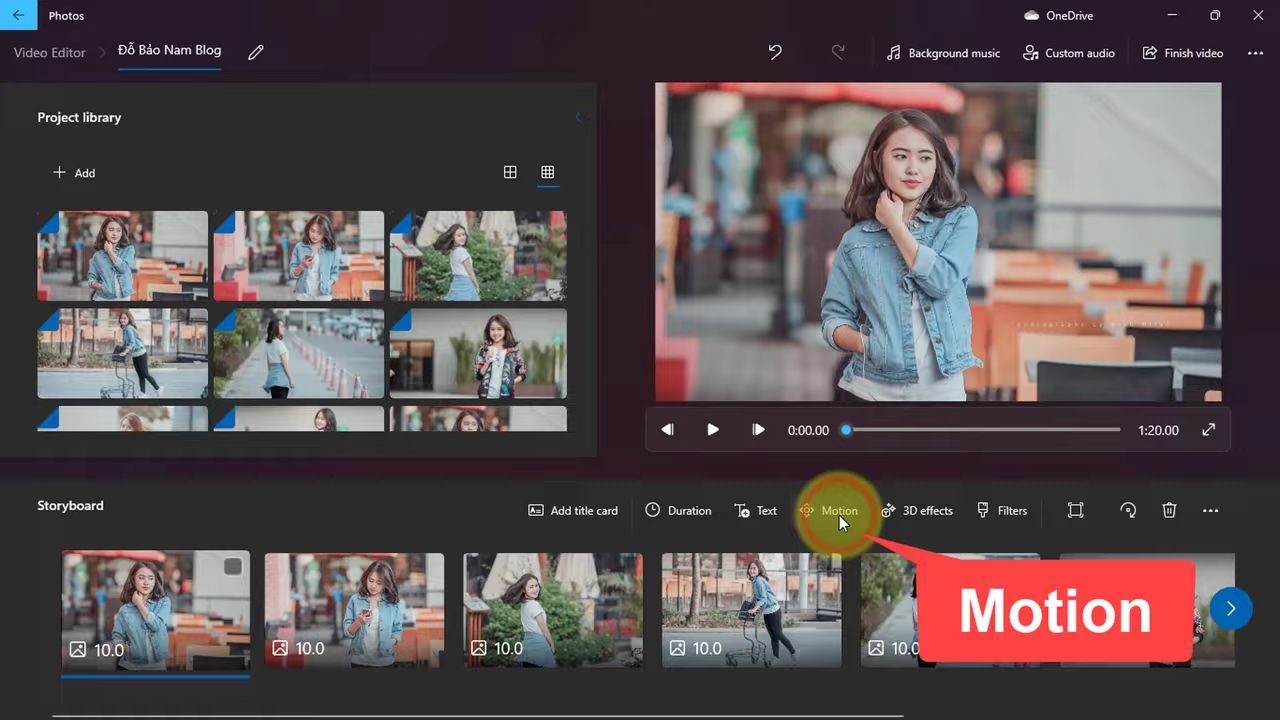 Photos
OneDrive
Video Editor
Đỗ Bảo Nam Blog
Background music
Custom audio
Finish video
Project library
Add
0:00.00
1:20.00
Storyboard
Add title card
Duration
Text
Motion
3D effects
Filters
10.0
10.0
10.0
10.0
10.0
Motion